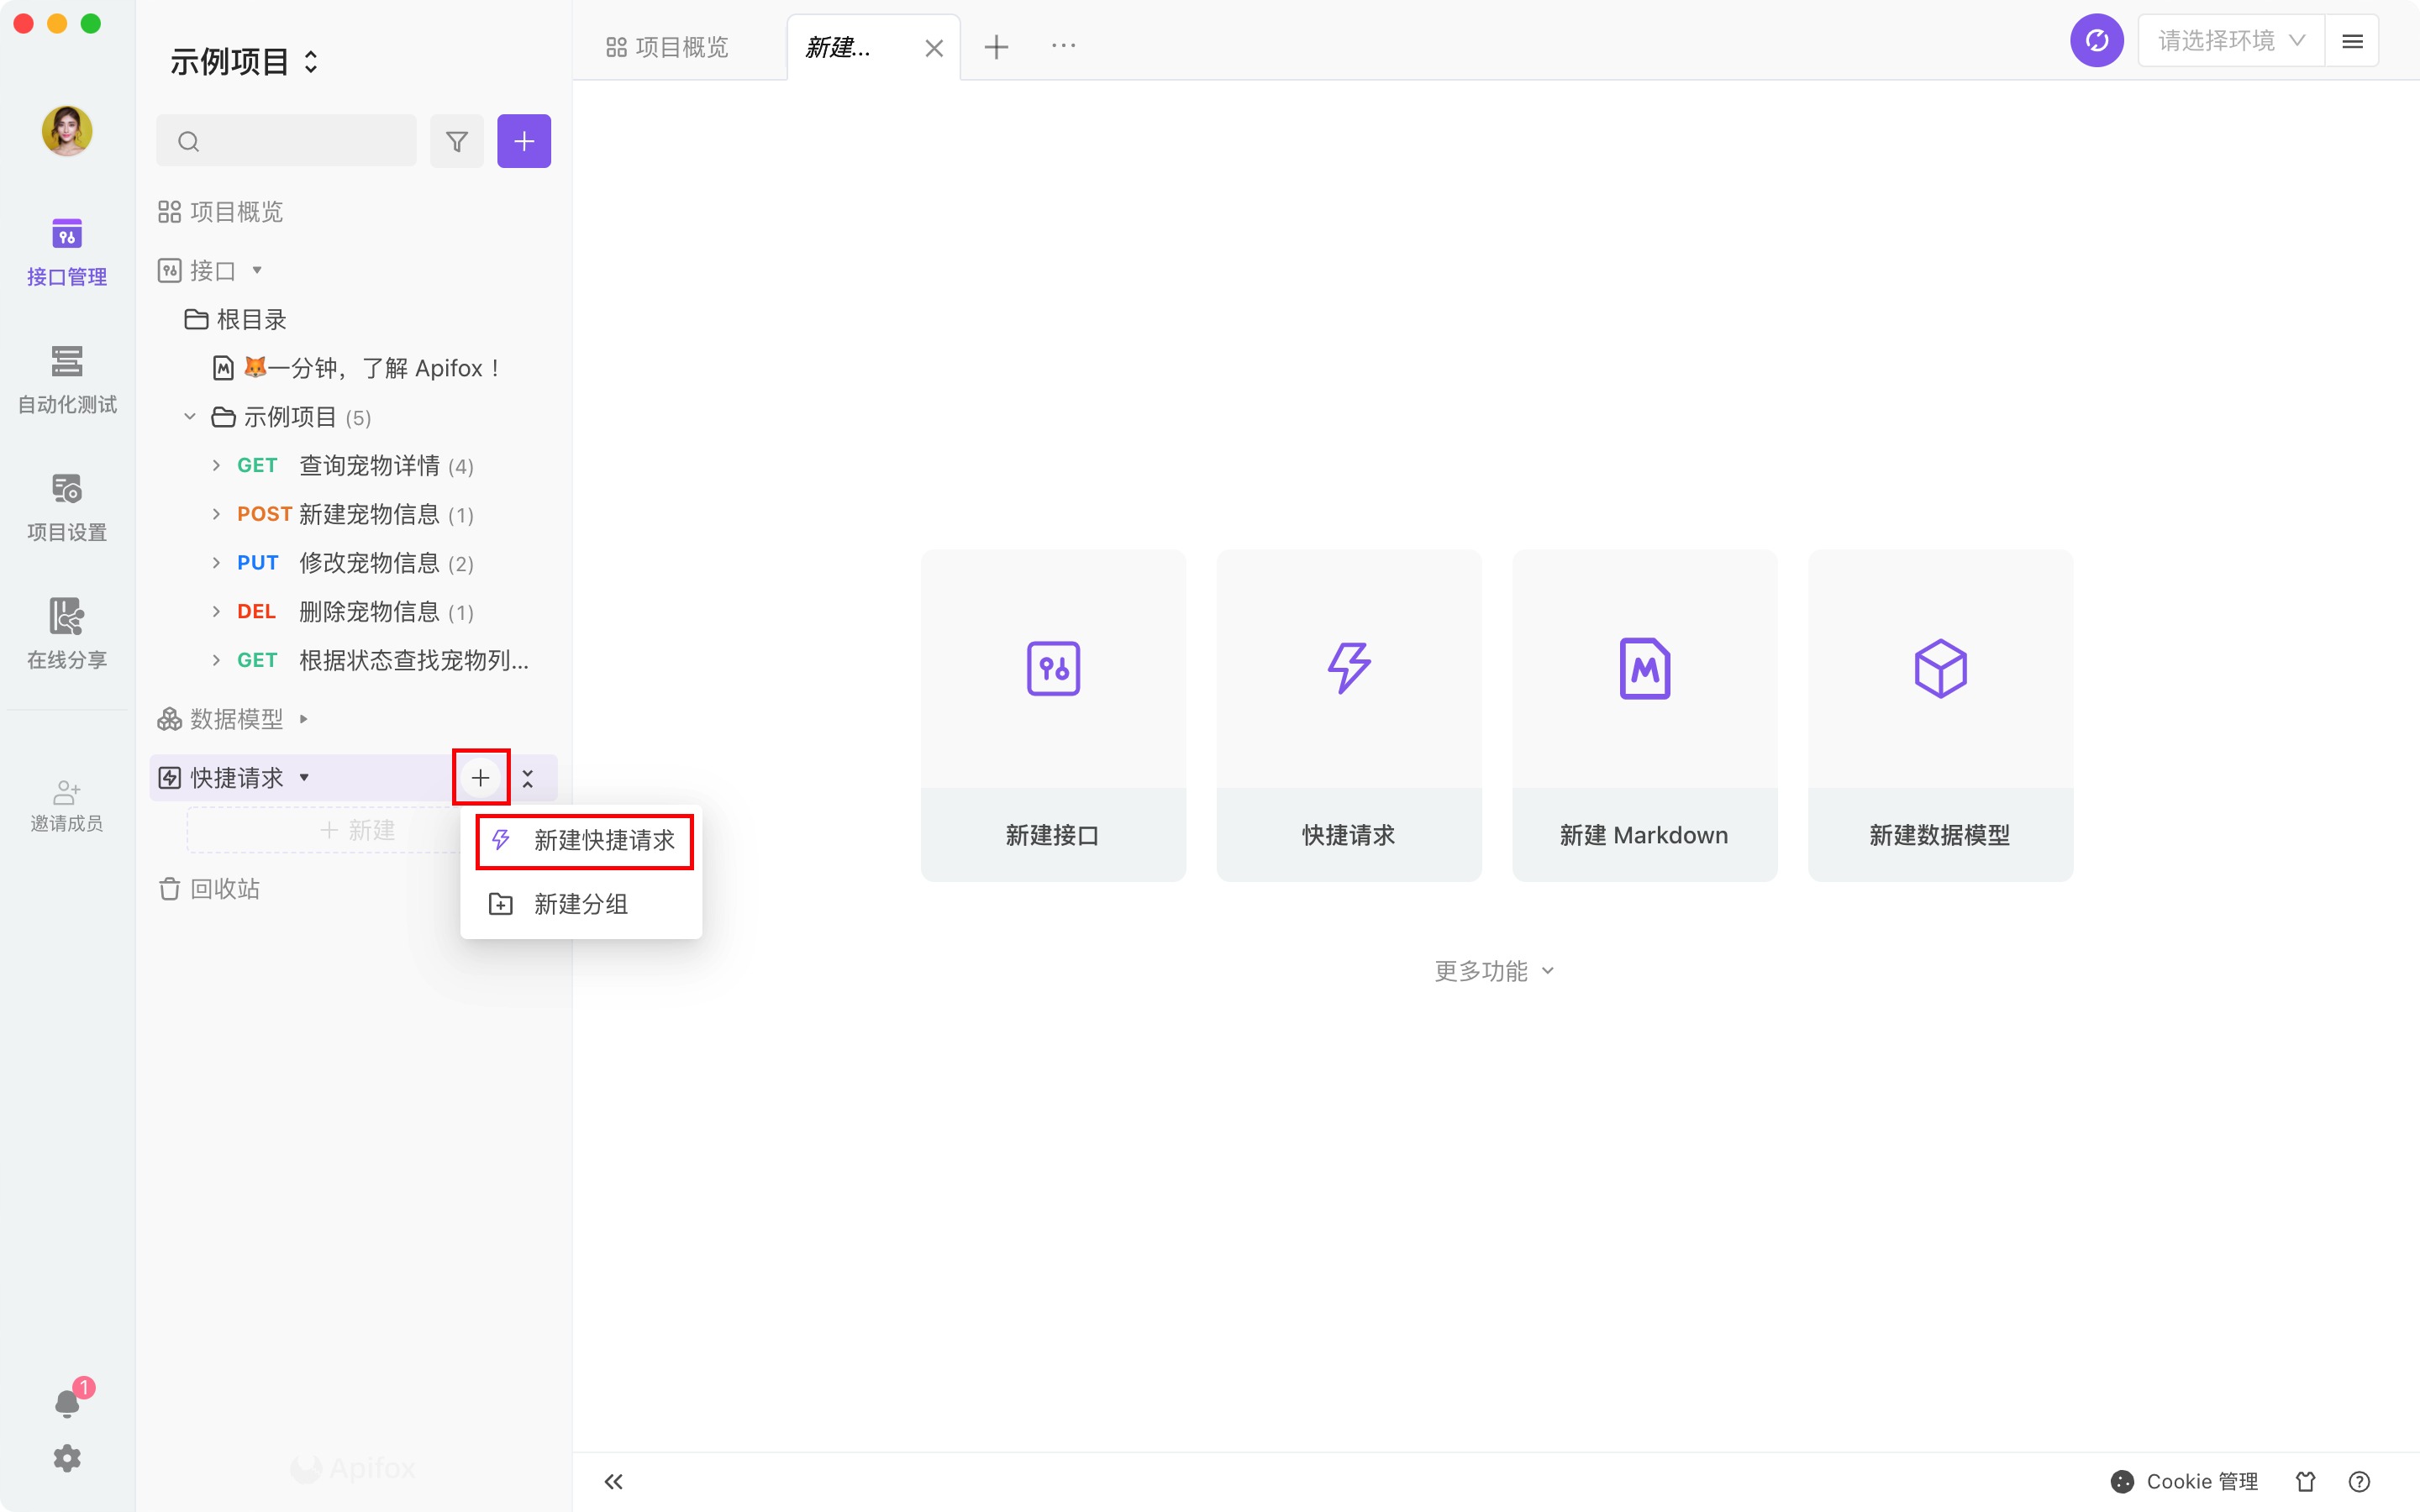 示例项目
项目概览
新建...
请选择环境
接口管理
自动化测试
项目设置
在线分享
邀请成员
1
项目概览
接口
根目录
🦊一分钟，了解 Apifox！
示例项目 (5)
GET 查询宠物详情 (4)
POST 新建宠物信息 (1)
PUT 修改宠物信息 (2)
DEL 删除宠物信息 (1)
GET 根据状态查找宠物列...
数据模型
快捷请求
新建
新建快捷请求
新建分组
回收站
Apifox
新建接口
快捷请求
新建 Markdown
新建数据模型
更多功能
Cookie 管理